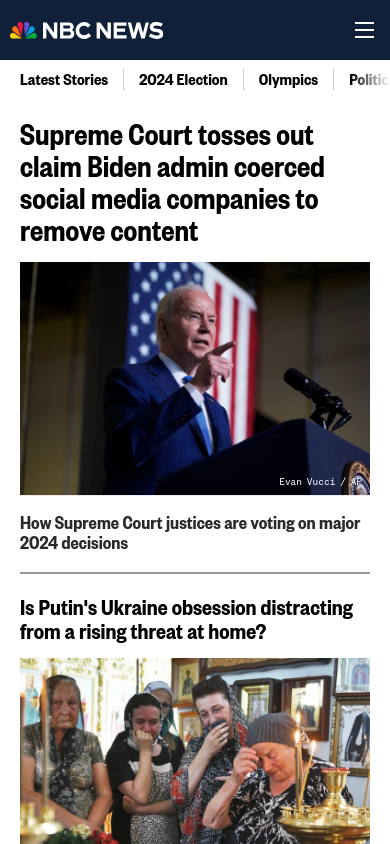 NBC NEWS
Latest Stories
2024 Election
Olympics
Supreme Court tosses out
claim Biden admin coerced
social media companies to
remove content
Evan Vucci / AP
How Supreme Court justices are voting on major
2024 decisions
Is Putin's Ukraine obsession distracting
from a rising threat at home?